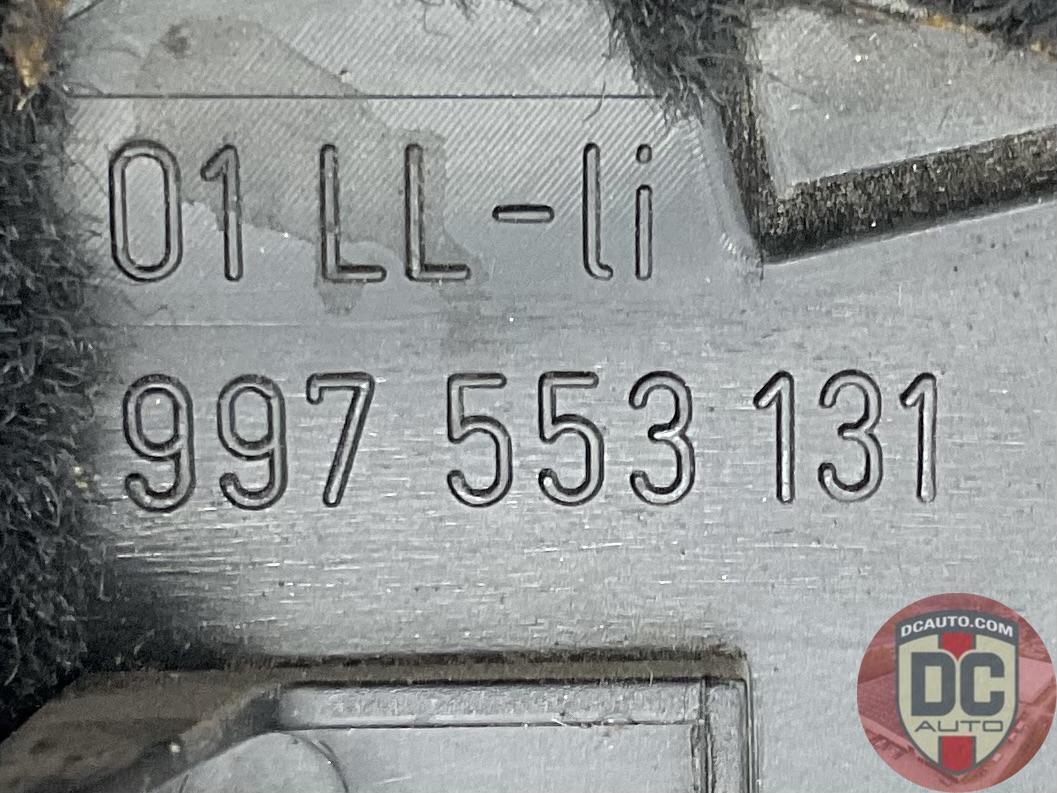 01 LL-li
997 553 131
DCAUTO.COM
DC
AUTO